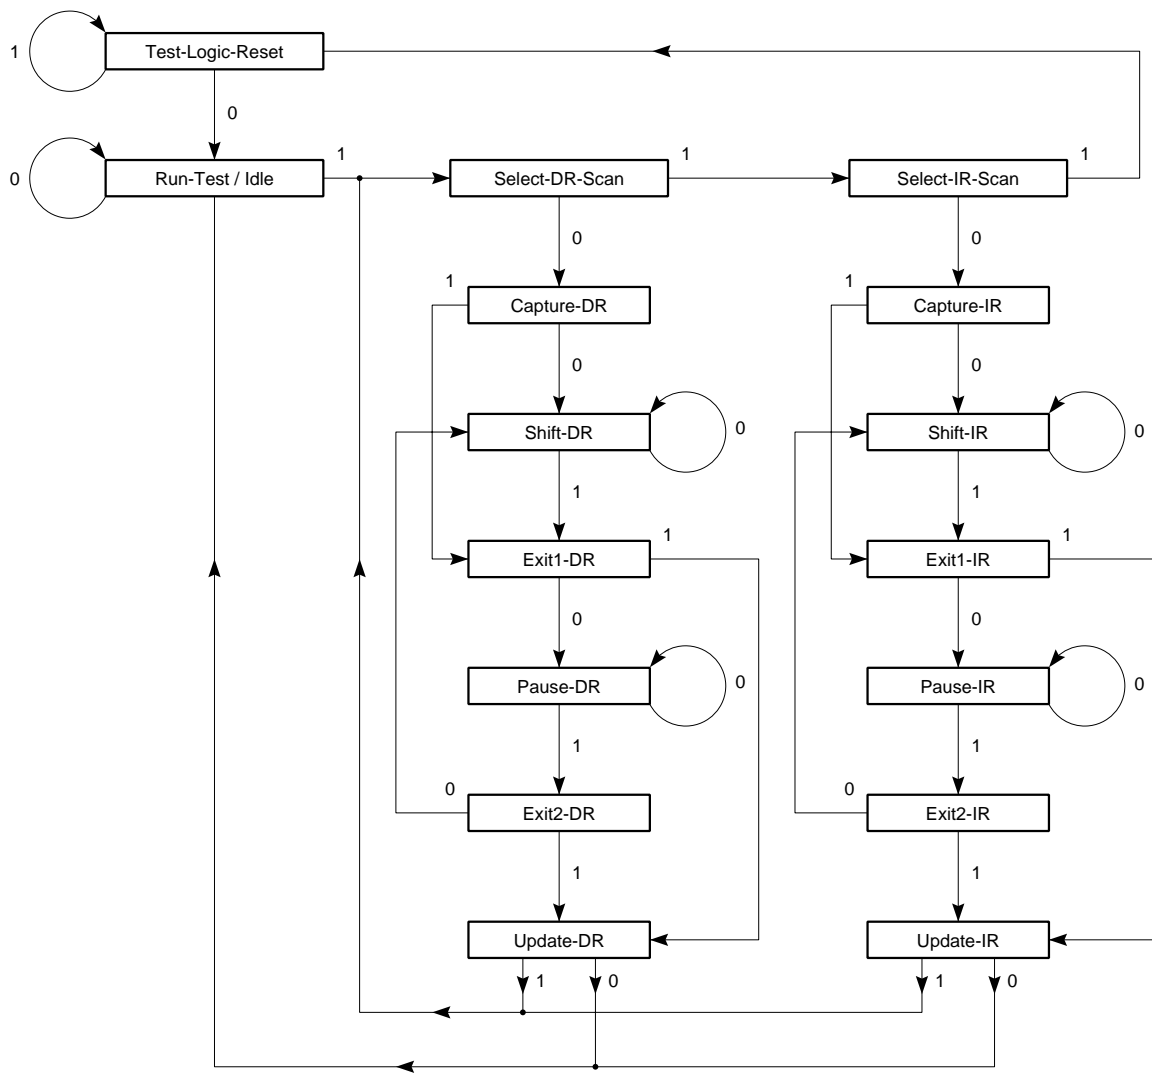 1
Test-Logic-Reset
0
0
Run-Test / Idle
1
Select-DR-Scan
1
Select-IR-Scan
1
0
0
1
Capture-DR
1
Capture-IR
0
0
Shift-DR
0
Shift-IR
0
1
1
Exit1-DR
1
Exit1-IR
1
0
0
Pause-DR
0
Pause-IR
0
1
1
0
Exit2-DR
0
Exit2-IR
1
1
Update-DR
Update-IR
1
0
1
0